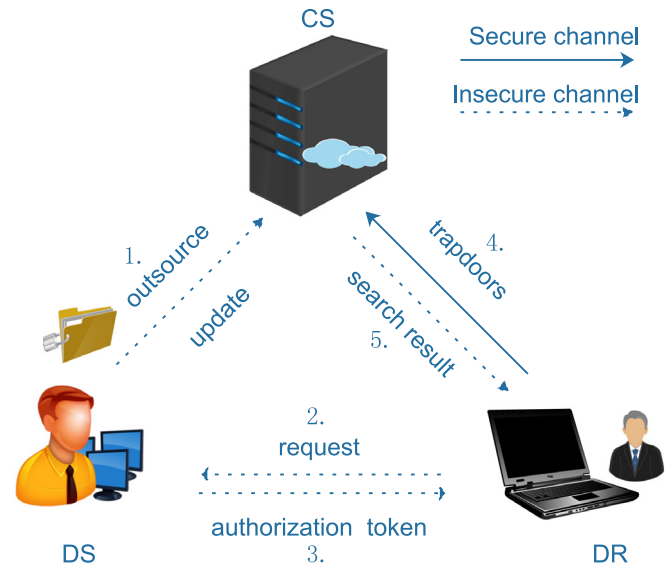 CS
Secure channel
Insecure channel
1.
outsource
update
4.
trapdoors
search result
5.
2.
request
authorization token
3.
DS
DR